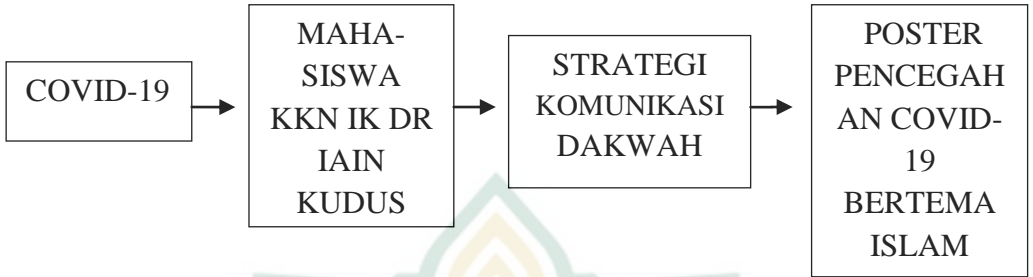 COVID-19
MAHA-
SISWA
KKN IK DR
IAIN
KUDUS
STRATEGI
KOMUNIKASI
DAKWAH
POSTER
PENCEGAH
AN COVID-
19
BERTEMA
ISLAM